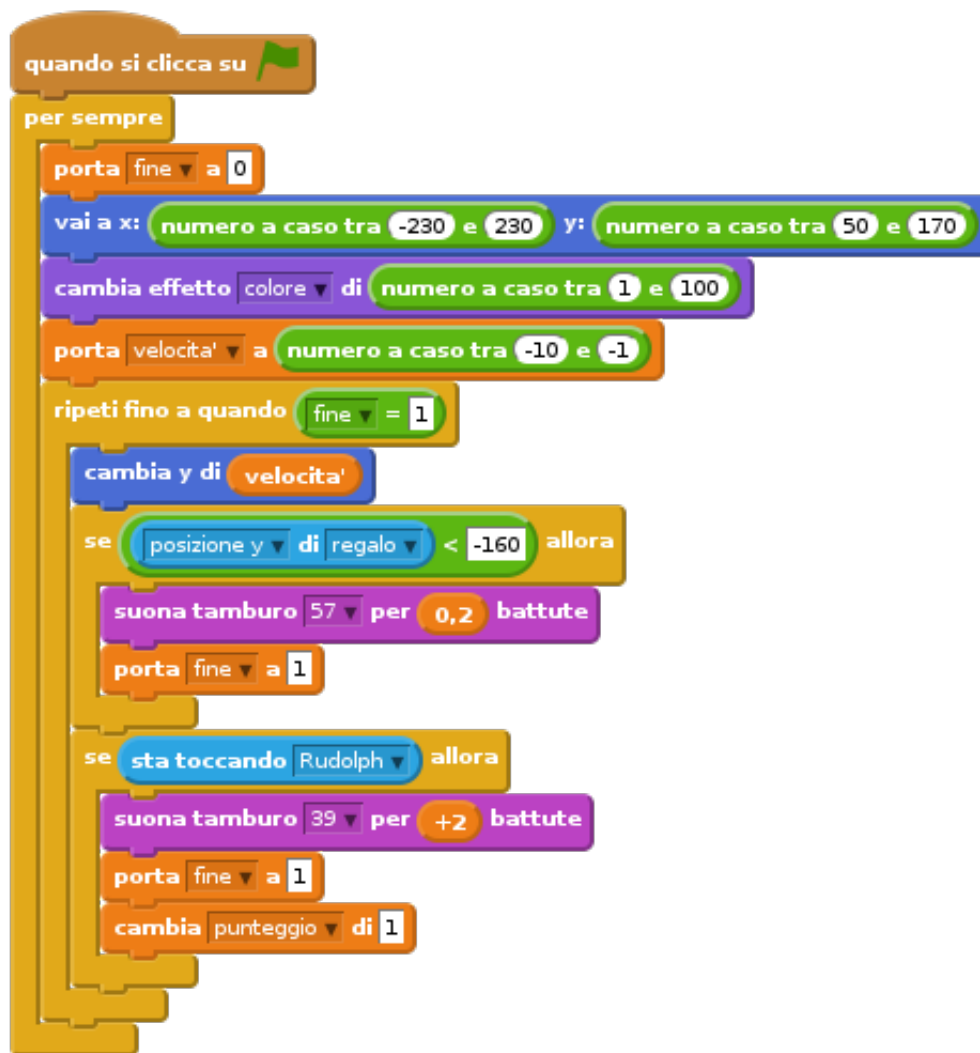 quando si clicca su
per sempre
porta fine a 0
vai a x: numero a caso tra -230 e 230 y: numero a caso tra 50 e 170
cambia effetto colore di numero a caso tra 1 e 100
porta velocita' a numero a caso tra -10 e -1
ripeti fino a quando fine = 1
cambia y di velocita'
se posizione y di regalo < -160 allora
suona tamburo 57 per 0,2 battute
porta fine a 1
se sta toccando Rudolph allora
suona tamburo 39 per +2 battute
porta fine a 1
cambia punteggio di 1